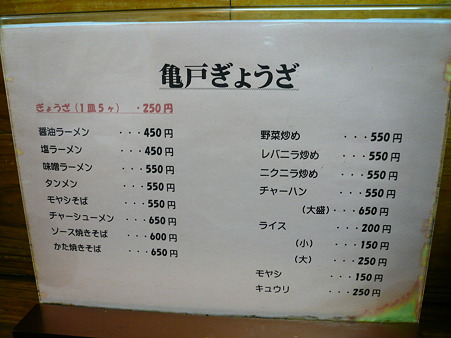 亀戸ぎょうざ
ぎょうざ(1皿5ヶ) ・250円
醤油ラーメン ・・・450円
塩ラーメン ・・・450円
味噌ラーメン ・・・550円
タンメン ・・・550円
モヤシそば ・・・550円
チャーシューメン ・・・650円
ソース焼きそば ・・・600円
かた焼きそば ・・・650円
野菜炒め ・・・550円
レバニラ炒め ・・・550円
ニクニラ炒め ・・・550円
チャーハン ・・・550円
(大盛)・・・650円
ライス ・・・200円
(小) ・・・150円
(大) ・・・250円
モヤシ ・・・150円
キュウリ ・・・250円